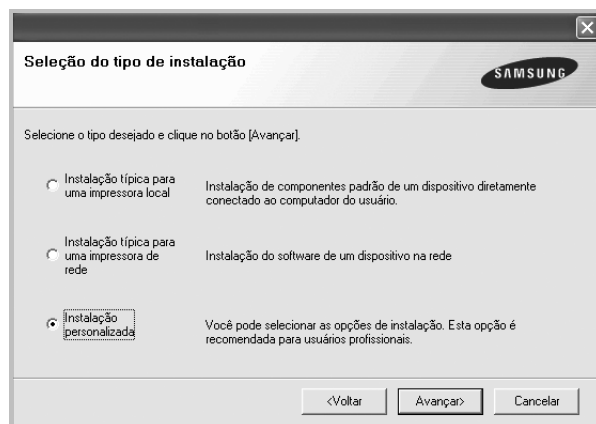 Seleção do tipo de instalação
SAMSUNG
Selecione o tipo desejado e clique no botão [Avançar].
Instalação típica para
uma impressora local
Instalação de componentes padrão de um dispositivo diretamente
conectado ao computador do usuário.
Instalação típica para
uma impressora de
rede
Instalação do software de um dispositivo na rede
Instalação
personalizada
Você pode selecionar as opções de instalação. Esta opção é
recomendada para usuários profissionais.
<Voltar
Avançar>
Cancelar